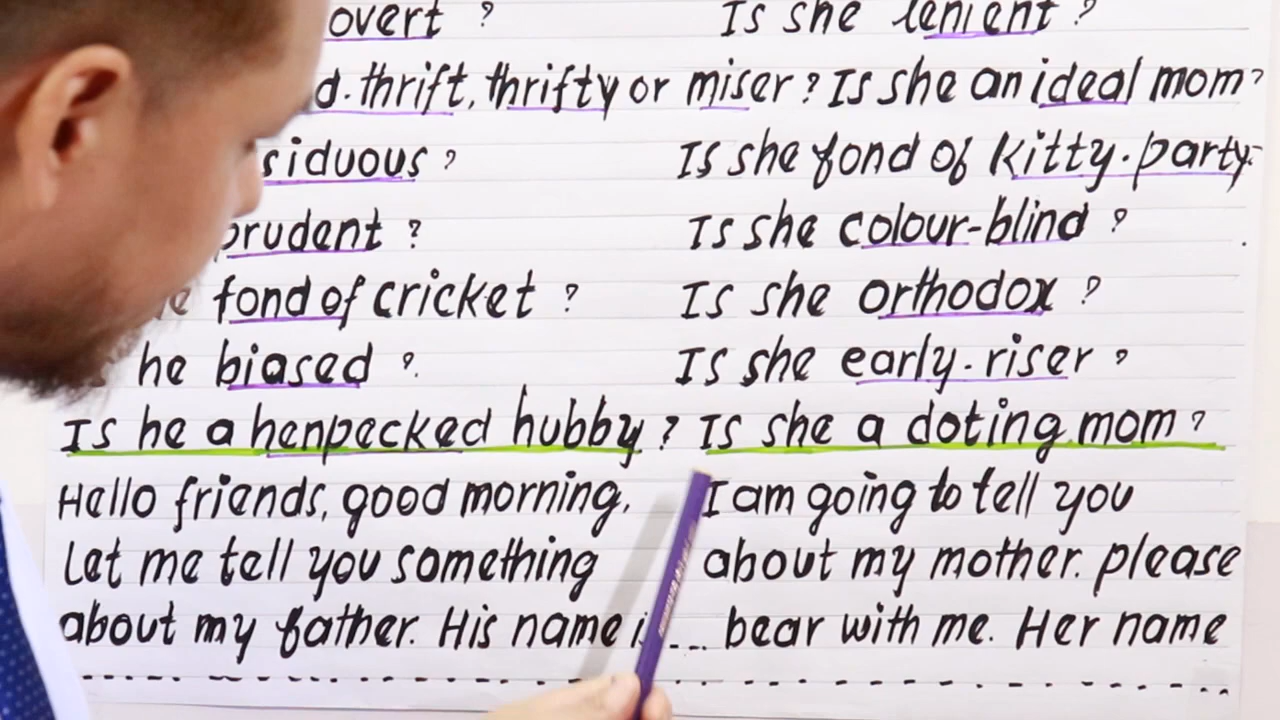 overt ? Is she lenient ?
d-thrift, thrifty or miser ? Is she an ideal mom?
siduous ? Is she fond of kitty-party
prudent ? Is she colour-blind ?
fond of cricket ? Is she orthodox ?
he biased ? Is she early-riser ?
Is he a henpecked hubby ? Is she a doting mom ?
Hello friends, good morning. I am going to tell you
Let me tell you something about my mother. please
about my father. His name is... bear with me. Her name